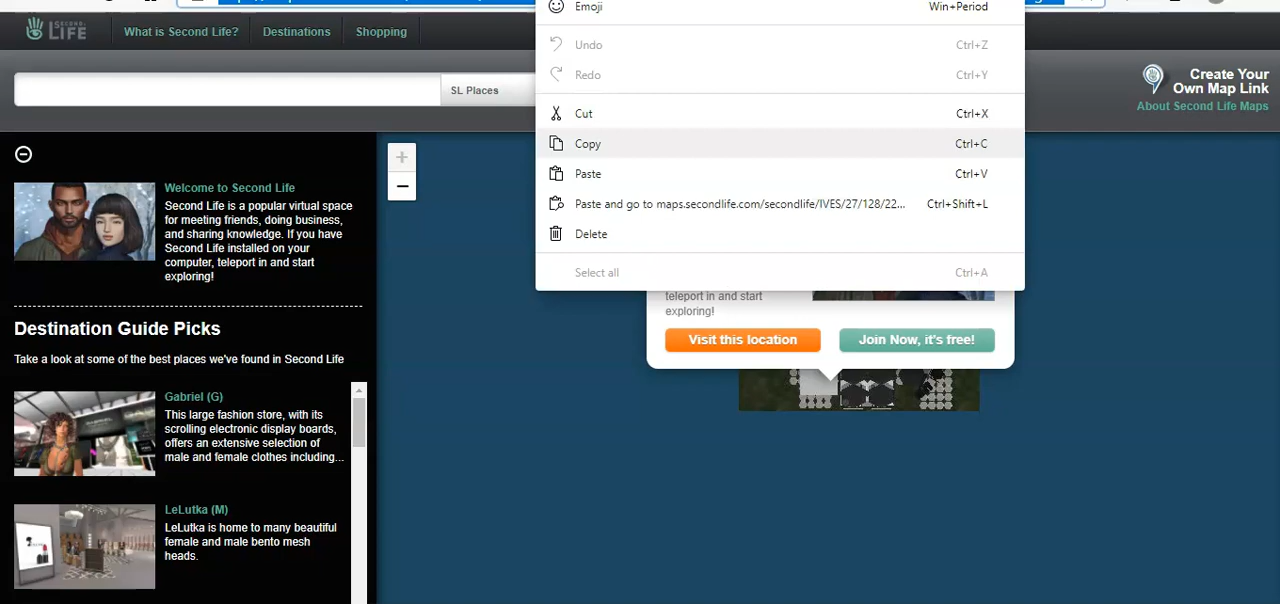 Emoji Win+Period
SECOND LIFE What is Second Life? Destinations Shopping
Undo Ctrl+Z
Redo Ctrl+Y
SL Places
Cut Ctrl+X
Copy Ctrl+C
Paste Ctrl+V
Paste and go to maps.secondlife.com/secondlife/IVES/27/128/22... Ctrl+Shift+L
Delete
Select all Ctrl+A
Create Your
Own Map Link
About Second Life Maps
Welcome to Second Life
Second Life is a popular virtual space
for meeting friends, doing business,
and sharing knowledge. If you have
Second Life installed on your
computer, teleport in and start
exploring!
Destination Guide Picks
Take a look at some of the best places we've found in Second Life
Gabriel (G)
This large fashion store, with its
scrolling electronic display boards,
offers an extensive selection of
male and female clothes including...
LeLutka (M)
LeLutka is home to many beautiful
female and male bento mesh
heads.
teleport in and start
exploring!
Visit this location Join Now, it's free!